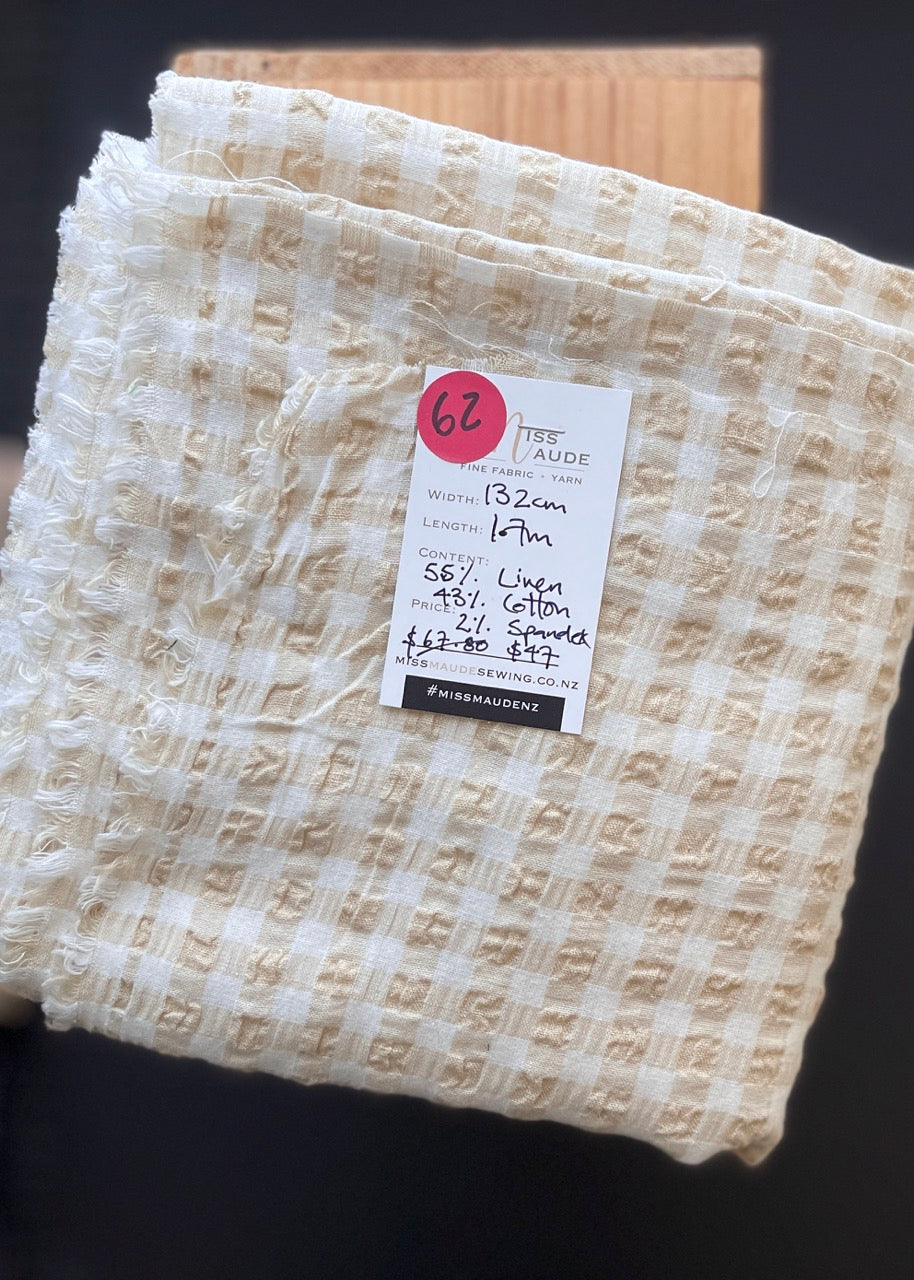 62
MISS
MAUDE
FINE FABRIC · YARN
WIDTH: 132cm
LENGTH: 1.7m
CONTENT:
55% Linen
43% Cotton
PRICE:
2% Spandex
$67.80 $47
MISSMAUDESEWING.CO.NZ
#MISSMAUDENZ